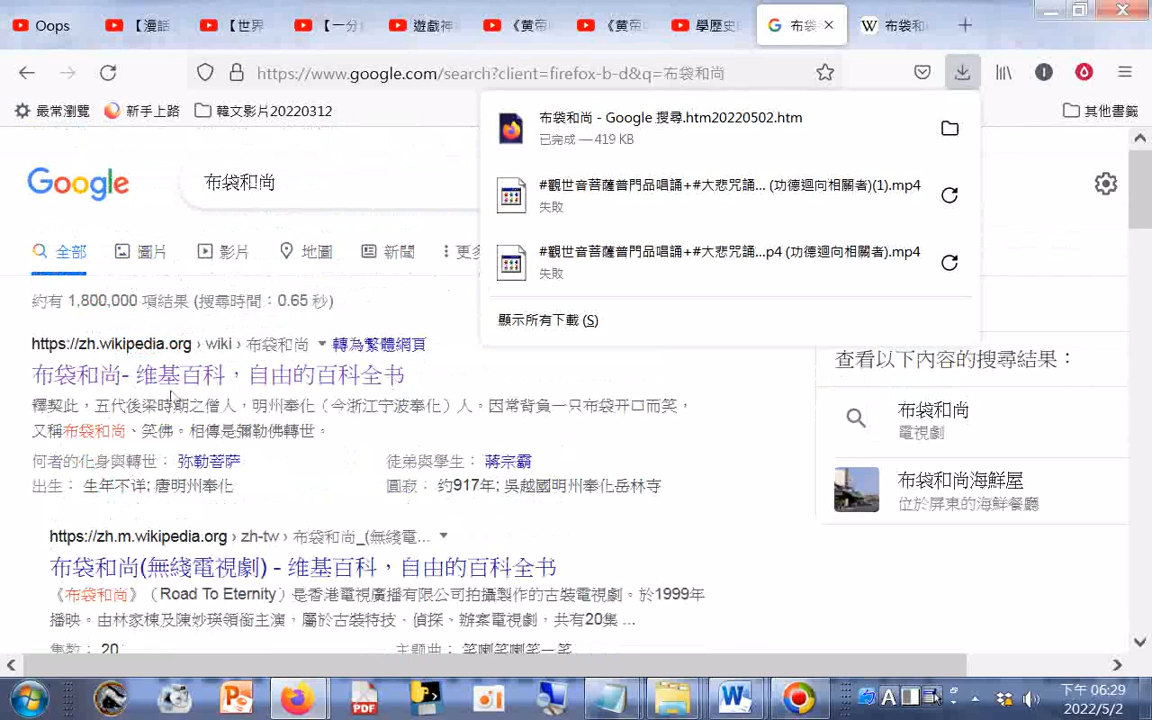 Oops
【漫話
【世界
【一分
遊戲神
《黄帝
《黄帝
學歷史
布袋
布袋和
https://www.google.com/search?client=firefox-b-d&q=布袋和尚
最常瀏覽
新手上路
韓文影片20220312
其他書籤
布袋和尚 - Google 搜尋.htm20220502.htm
已完成 — 419 KB
#觀世音菩薩普門品唱誦+#大悲咒誦... (功德迴向相關者)(1).mp4
失敗
#觀世音菩薩普門品唱誦+#大悲咒誦...p4 (功德迴向相關者).mp4
失敗
顯示所有下載 (S)
Google
布袋和尚
全部
圖片
影片
地圖
新聞
更多
約有 1,800,000 項結果 (搜尋時間：0.65 秒)
https://zh.wikipedia.org › wiki › 布袋和尚 轉為繁體網頁
布袋和尚- 维基百科，自由的百科全书
釋契此，五代後梁時期之僧人，明州奉化（今浙江宁波奉化）人。因常背負一只布袋开口而笑，
又稱布袋和尚、笑佛。相傳是彌勒佛轉世。
何者的化身與轉世： 弥勒菩萨
徒弟與學生： 蔣宗霸
出生： 生年不详; 唐明州奉化
圓寂： 约917年; 吳越國明州奉化岳林寺
https://zh.m.wikipedia.org › zh-tw › 布袋和尚_(無綫電...
布袋和尚(無綫電視劇) - 维基百科，自由的百科全书
《布袋和尚》（Road To Eternity）是香港電視廣播有限公司拍攝製作的古裝電視劇。於1999年
播映。由林家棟及陳妙瑛領銜主演，屬於古裝特技、偵探、辦案電視劇，共有20集 ...
集數： 20
主題曲： 笑喇笑喇笑一笑
查看以下內容的搜尋結果：
布袋和尚
電視劇
布袋和尚海鮮屋
位於屏東的海鮮餐廳
下午 06:29
2022/5/2